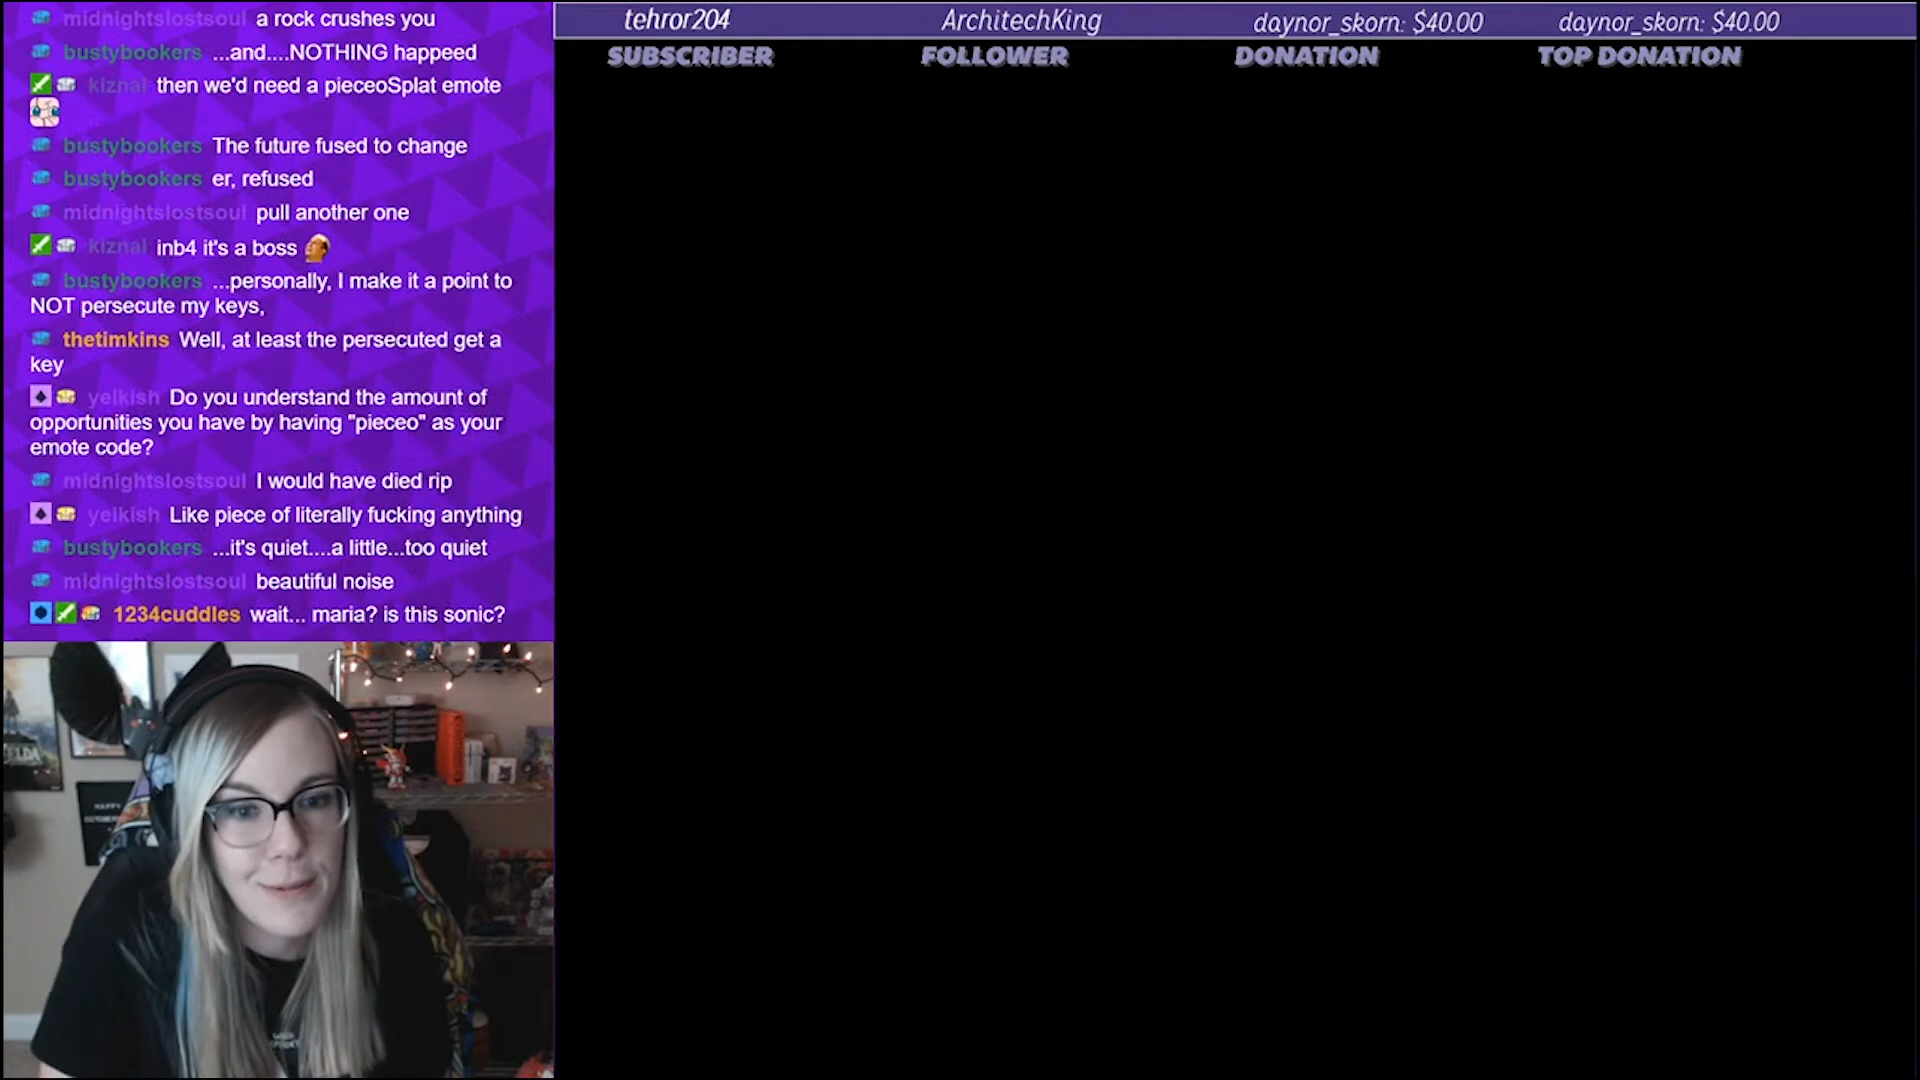 tehror204 ArchitechKing daynor_skorn: $40.00 daynor_skorn: $40.00
SUBSCRIBER FOLLOWER DONATION TOP DONATION
midnightslostsoul a rock crushes you
bustybookers ...and....NOTHING happeed
kiznal then we'd need a pieceoSplat emote
bustybookers The future fused to change
bustybookers er, refused
midnightslostsoul pull another one
kiznal inb4 it's a boss
bustybookers ...personally, I make it a point to
NOT persecute my keys,
thetimkins Well, at least the persecuted get a
key
yelkish Do you understand the amount of
opportunities you have by having "pieceo" as your
emote code?
midnightslostsoul I would have died rip
yelkish Like piece of literally fucking anything
bustybookers ...it's quiet....a little...too quiet
midnightslostsoul beautiful noise
1234cuddles wait... maria? is this sonic?
HAPPY